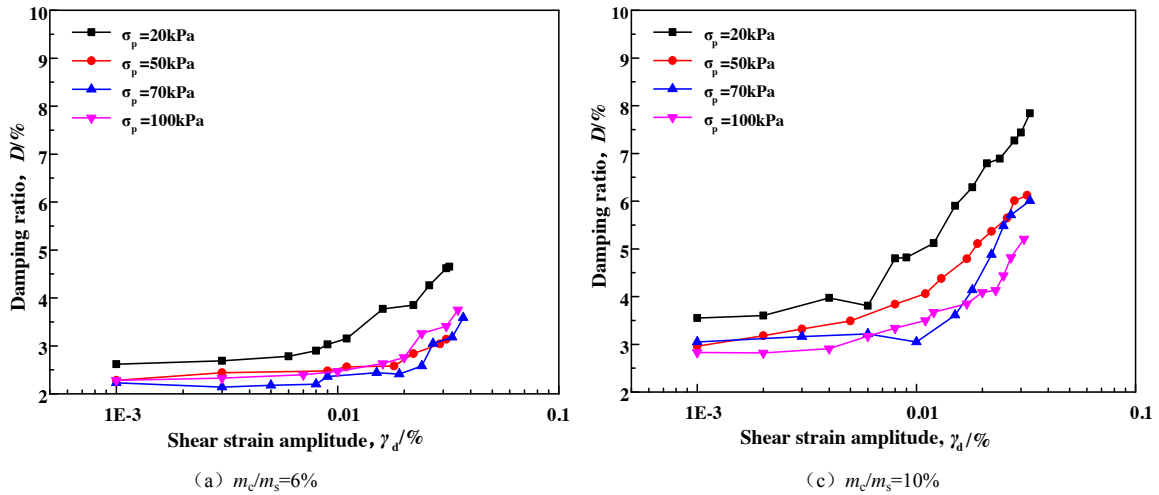 10
9
8
7
6
5
4
3
2
Damping ratio, D/%
σp=20kPa
σp=50kPa
σp=70kPa
σp=100kPa
1E-3 0.01 0.1
Shear strain amplitude, γd/%
（a）mc/ms=6%
10
9
8
7
6
5
4
3
2
Damping ratio, D/%
σp=20kPa
σp=50kPa
σp=70kPa
σp=100kPa
1E-3 0.01 0.1
Shear strain amplitude, γd/%
（c）mc/ms=10%